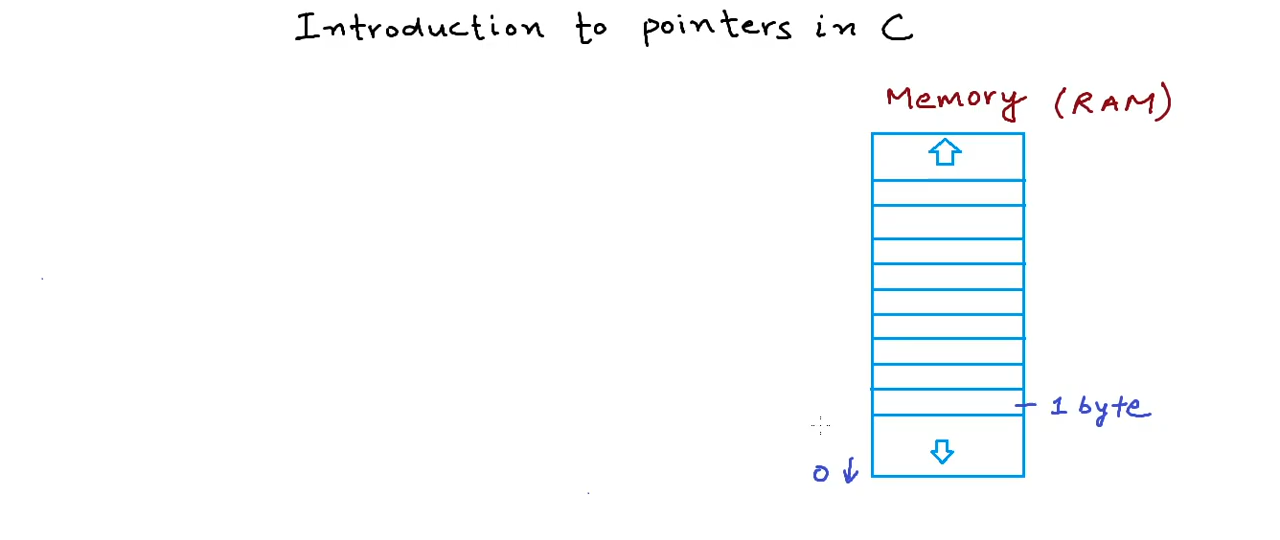 Introduction to pointers in C
Memory (RAM)
1 byte
0 ↓